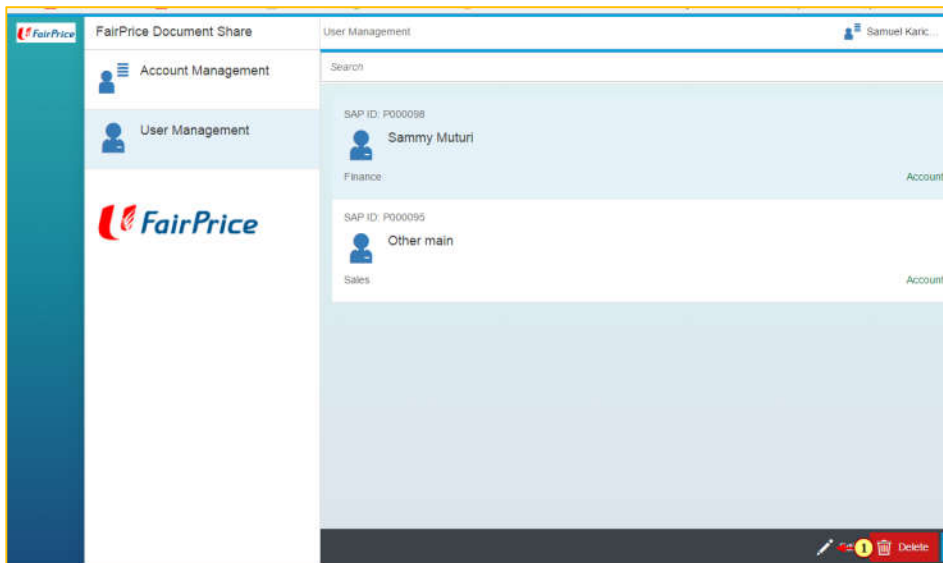 FairPrice
FairPrice Document Share
User Management
Samuel Karic...
Account Management
Search
User Management
SAP ID: P000098
Sammy Muturi
Finance
Account
FairPrice
SAP ID: P000095
Other main
Sales
Account
1
Delete